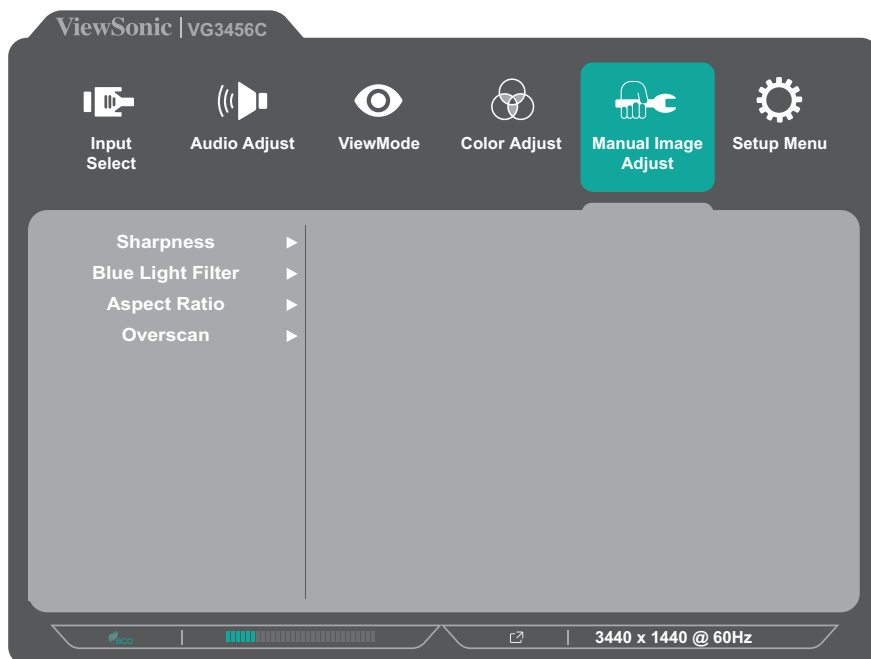 ViewSonic | VG3456C
Input Select
Audio Adjust
ViewMode
Color Adjust
Manual Image Adjust
Setup Menu
Sharpness
Blue Light Filter
Aspect Ratio
Overscan
eco
3440 x 1440 @ 60Hz